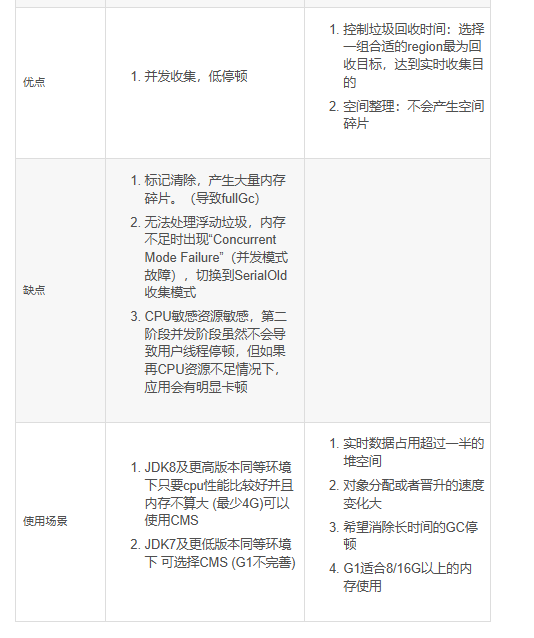 优点
1. 并发收集，低停顿
1. 控制垃圾回收时间：选择
一组合适的region最为回
收目标，达到实时收集目
的
2. 空间整理：不会产生空间
碎片
缺点
1. 标记清除，产生大量内存
碎片。（导致fullGc）
2. 无法处理浮动垃圾，内存
不足时出现“Concurrent
Mode Failure”（并发模式
故障），切换到SerialOld
收集模式
3. CPU敏感资源敏感，第二
阶段并发阶段虽然不会导
致用户线程停顿，但如果
再CPU资源不足情况下，
应用会有明显卡顿
使用场景
1. JDK8及更高版本同等环境
下只要cpu性能比较好并且
内存不算大 (最少4G)可以
使用CMS
2. JDK7及更低版本同等环境
下 可选择CMS (G1不完善)
1. 实时数据占用超过一半的
堆空间
2. 对象分配或者晋升的速度
变化大
3. 希望消除长时间的GC停
顿
4. G1适合8/16G以上的内
存使用